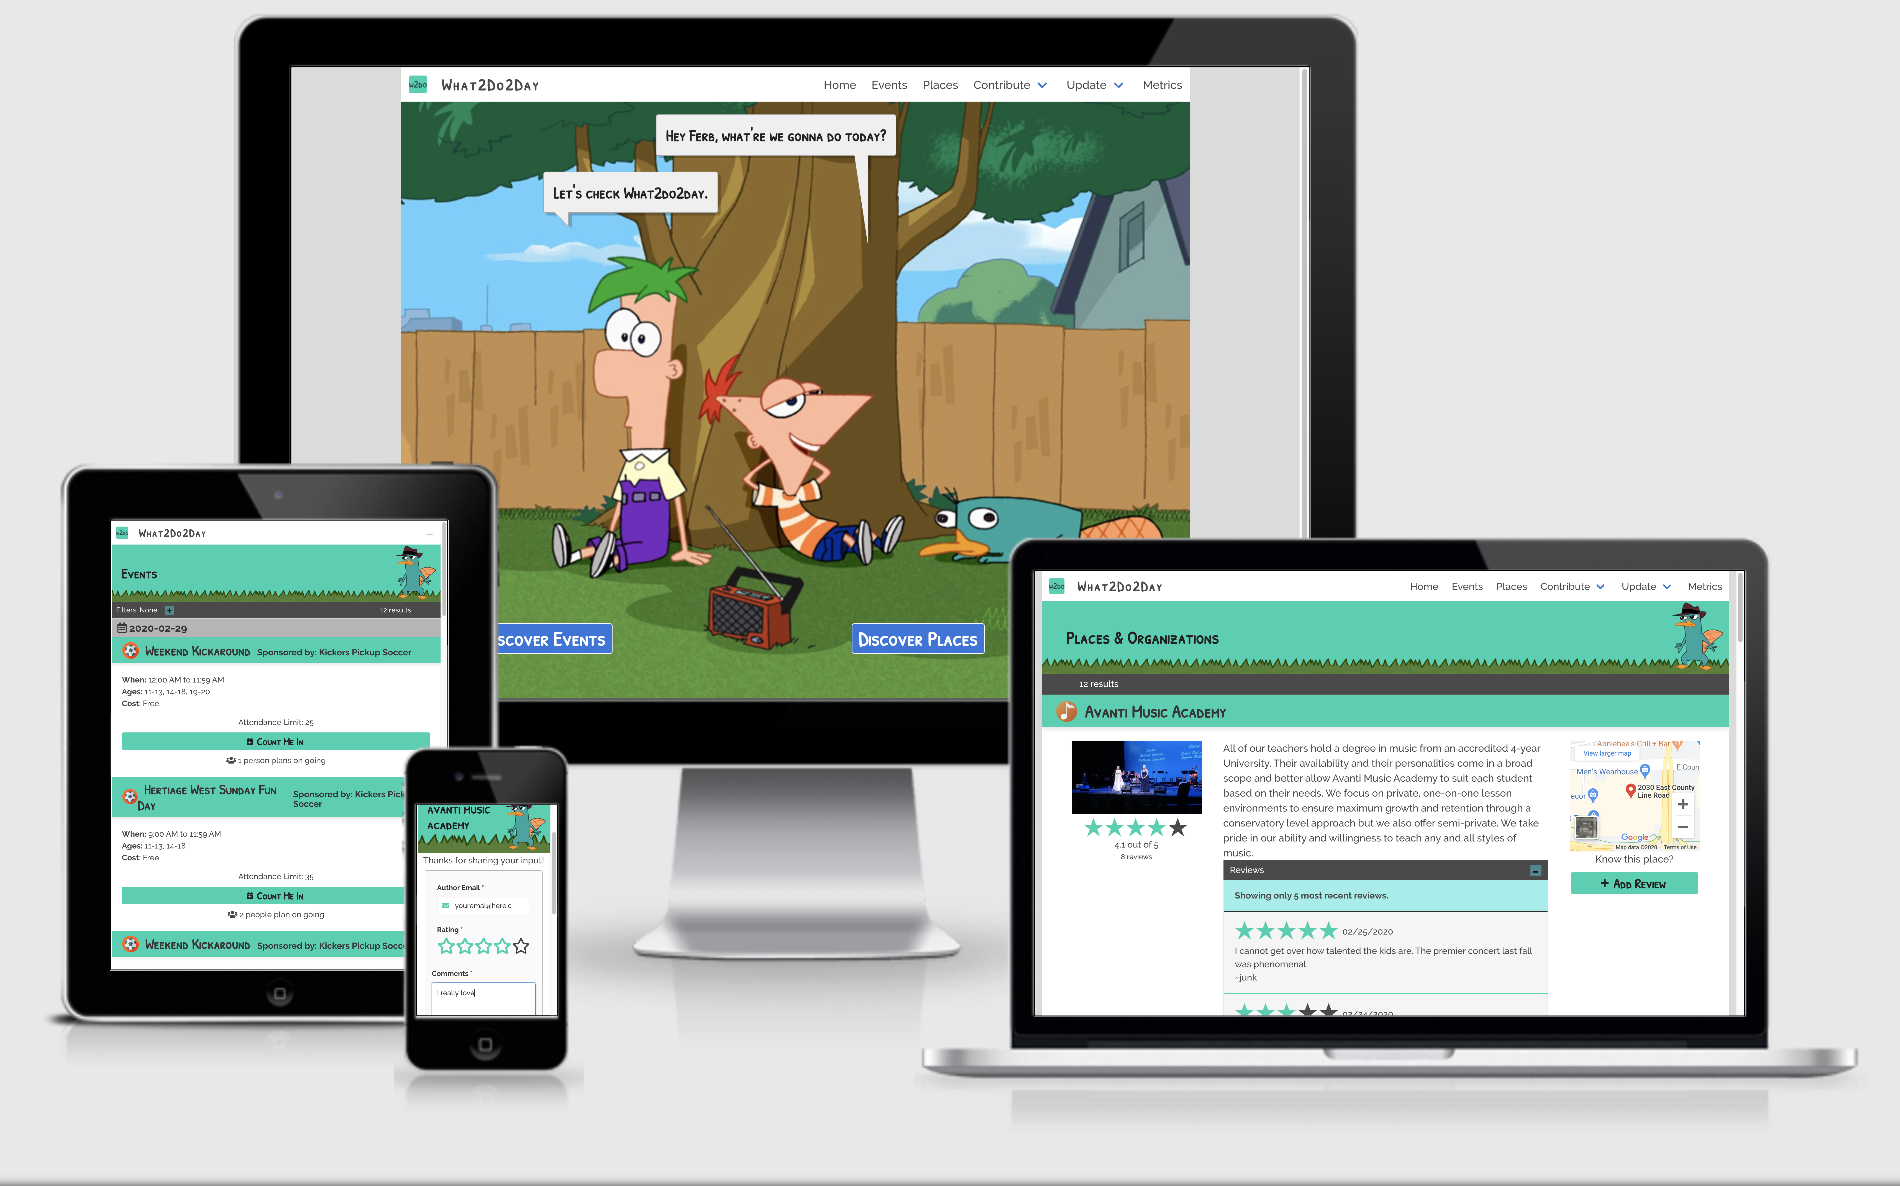 W2DO
WHAT2DO2DAY
Home Events Places Contribute Update Metrics
HEY FERB, WHAT'RE WE GONNA DO TODAY?
LET'S CHECK WHAT2DO2DAY.
SCOVER EVENTS
DISCOVER PLACES
W2DO
WHAT2DO2DAY
EVENTS
Filters: None
12 results
2020-02-29
WEEKEND KICKAROUND Sponsored by: Kickers Pickup Soccer
When: 12:00 AM to 11:59 AM
Ages: 11-13, 14-18, 19-20
Cost: Free
Attendance Limit: 25
COUNT ME IN
1 person plans on going
HERTIAGE WEST SUNDAY FUN
DAY
Sponsored by: Kickers Pick
Soccer
When: 9:00 AM to 11:59 AM
Ages: 11-13, 14-18
Cost: Free
Attendance Limit: 35
COUNT ME IN
2 people plan on going
WEEKEND KICKAROUND Sponsored by: Kickers Pickup Socce
AVANTI MUSIC
ACADEMY
Thanks for sharing your input!
Author Email *
youremail@here.c
Rating *
Comments *
I really love
W2DO
WHAT2DO2DAY
Home Events Places Contribute Update Metrics
PLACES & ORGANIZATIONS
12 results
AVANTI MUSIC ACADEMY
4.1 out of 5
8 reviews
All of our teachers hold a degree in music from an accredited 4-year
University. Their availability and their personalities come in a broad
scope and better allow Avanti Music Academy to suit each student
based on their needs. We focus on private, one-on-one lesson
environments to ensure maximum growth and retention through a
conservatory level approach but we also offer semi-private. We take
pride in our ability and willingness to teach any and all styles of
music.
Reviews
Showing only 5 most recent reviews.
02/25/2020
I cannot get over how talented the kids are. The premier concert last fall
was phenomenal.
~junk
02/24/2020
Applebee's Grill + Bar
View larger map
Men's Wearhouse
E Coun
2030 East County
Line Road
ecor
Google
Map data ©2020 Terms of Use
Know this place?
+ ADD REVIEW